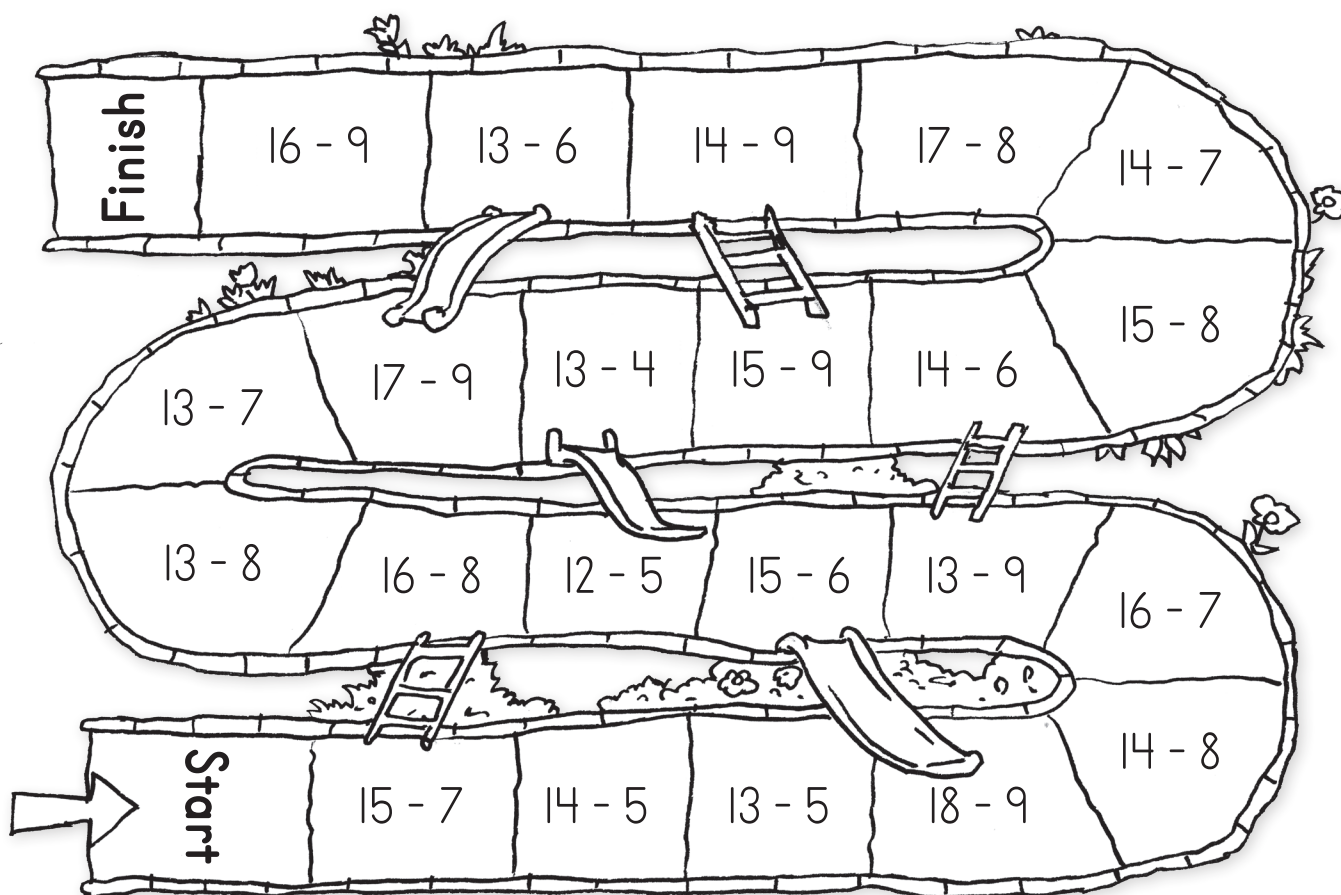 Finish
16 – 9
13 – 6
14 – 9
17 – 8
14 – 7
15 – 8
14 – 6
15 – 9
13 – 4
17 – 9
13 – 7
13 – 8
16 – 8
12 – 5
15 – 6
13 – 9
16 – 7
14 – 8
18 – 9
13 – 5
14 – 5
15 – 7
Start